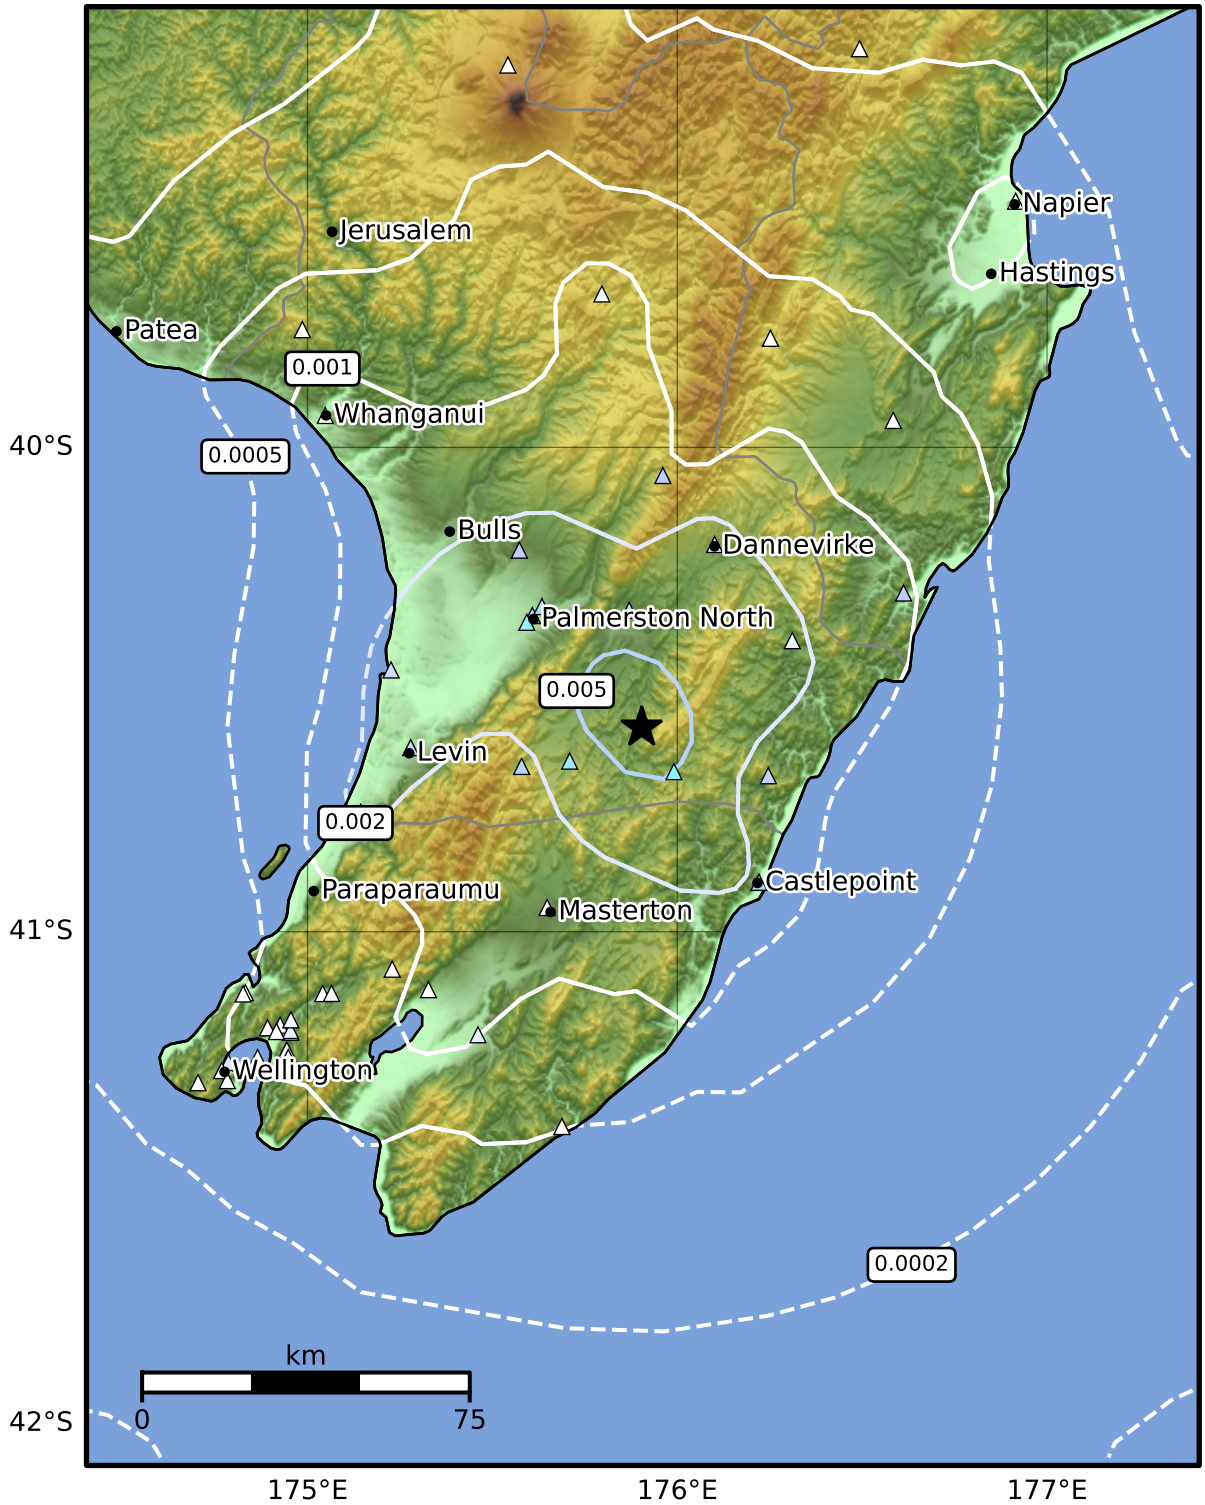 Napier
Jerusalem
Hastings
Patea
0.001
Whanganui
40°S
0.0005
Bulls
Dannevirke
Palmerston North
0.005
Levin
0.002
Castlepoint
Paraparaumu
Masterton
41°S
Wellington
0.0002
km
0
75
42°S
175°E
176°E
177°E